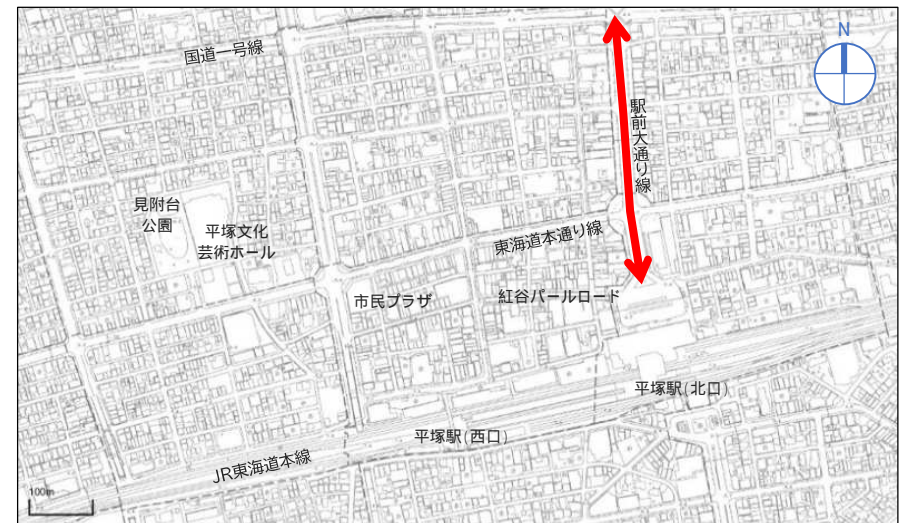 国道一号線
N
駅前大通り線
見附台
公園
平塚文化
芸術ホール
東海道本通り線
市民プラザ
紅谷パールロード
平塚駅(北口)
平塚駅(西口)
JR東海道本線
100m